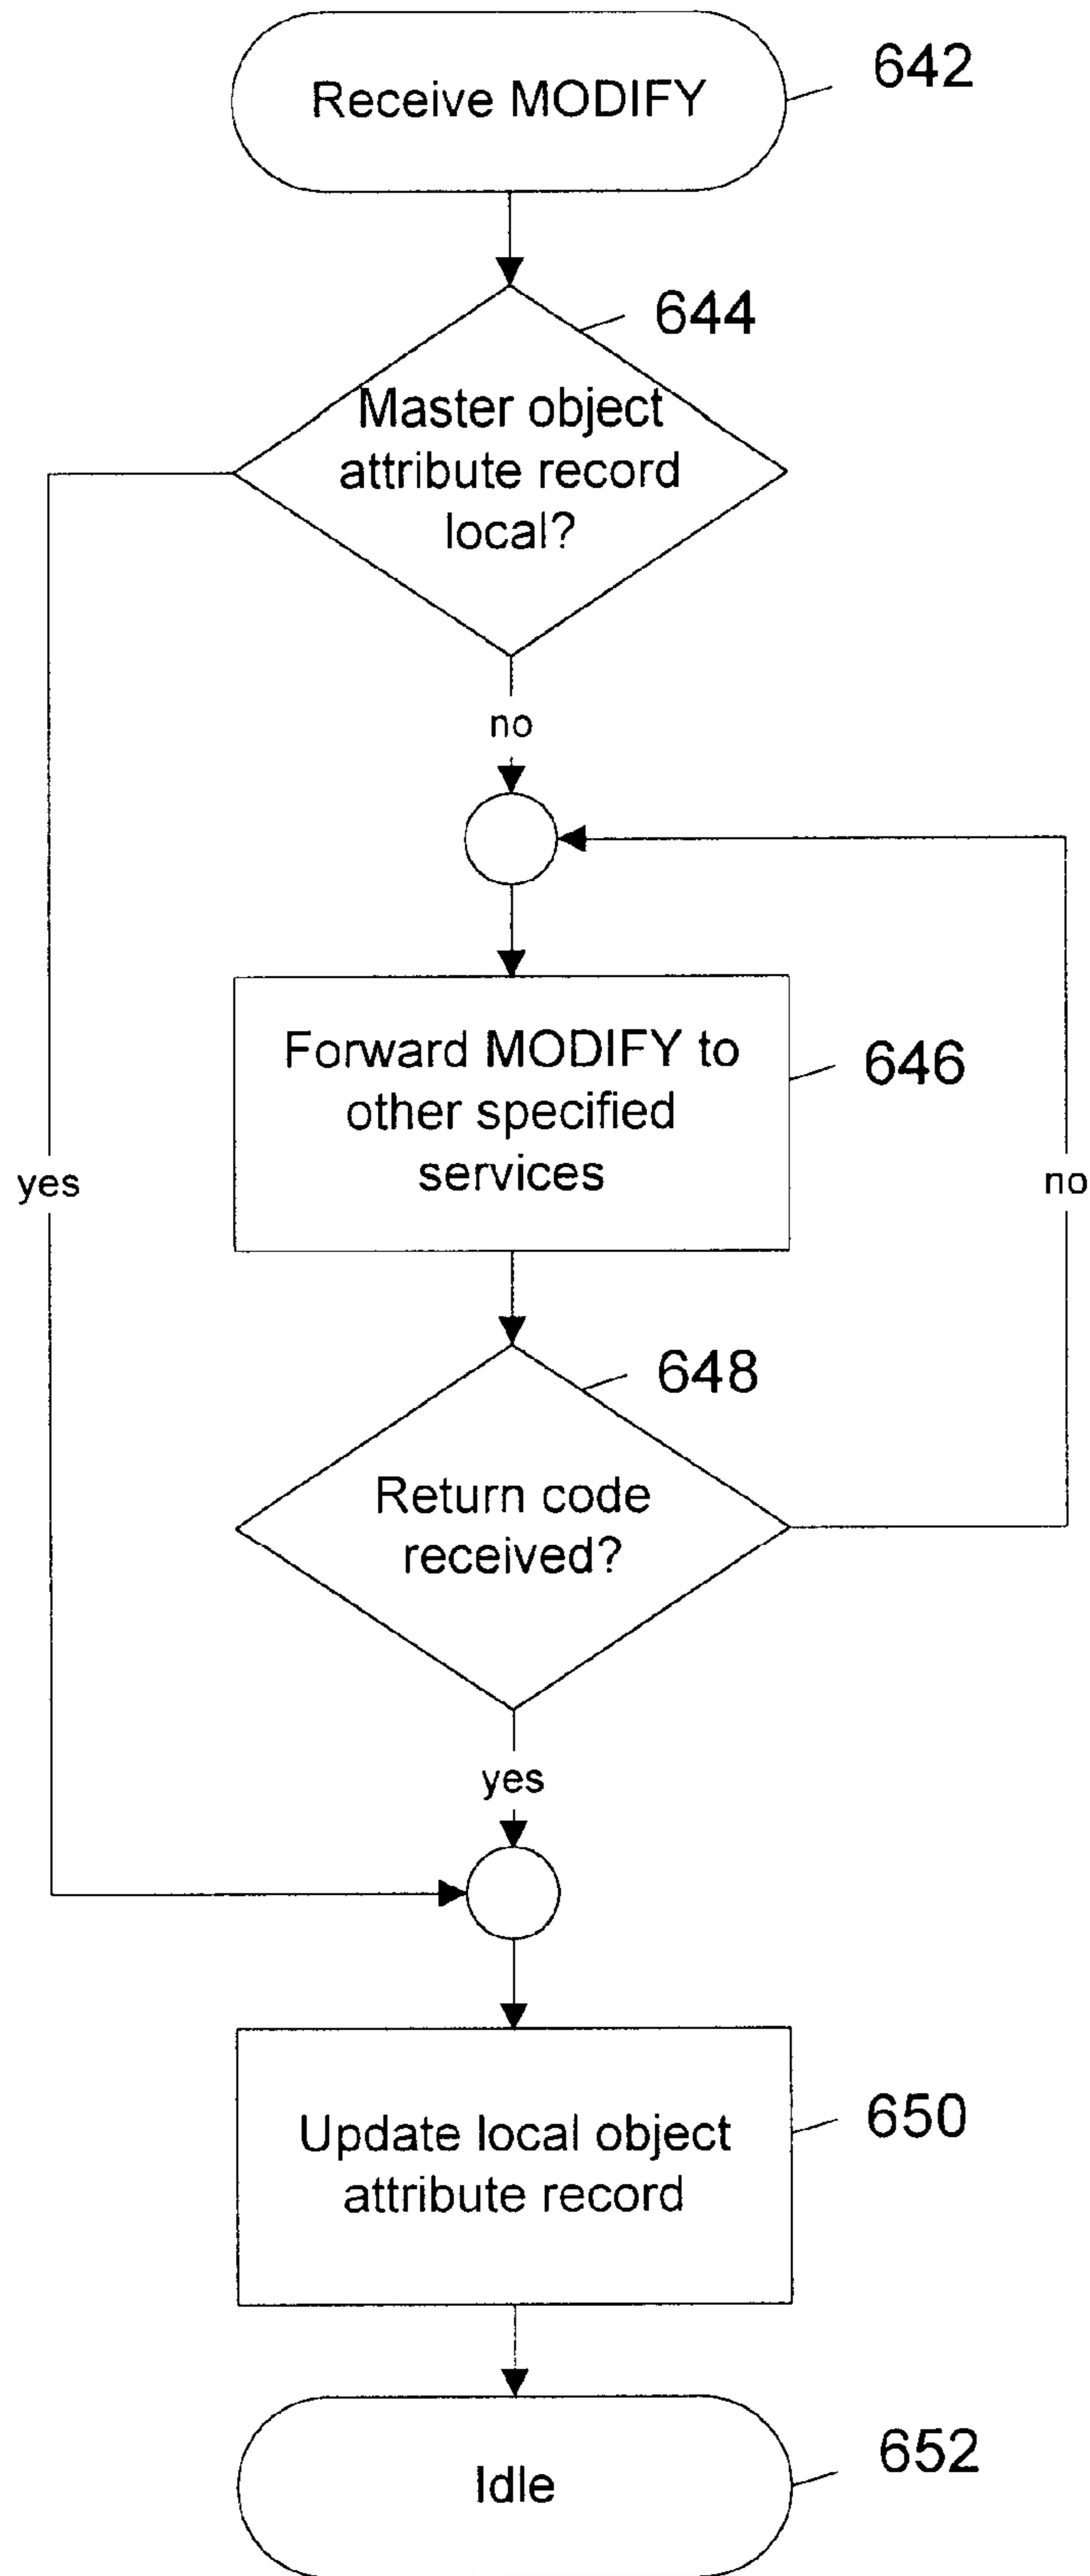 Receive MODIFY
642
644
Master object
attribute record
local?
no
Forward MODIFY to
other specified
services
646
yes
no
648
Return code
received?
yes
Update local object
attribute record
650
Idle
652